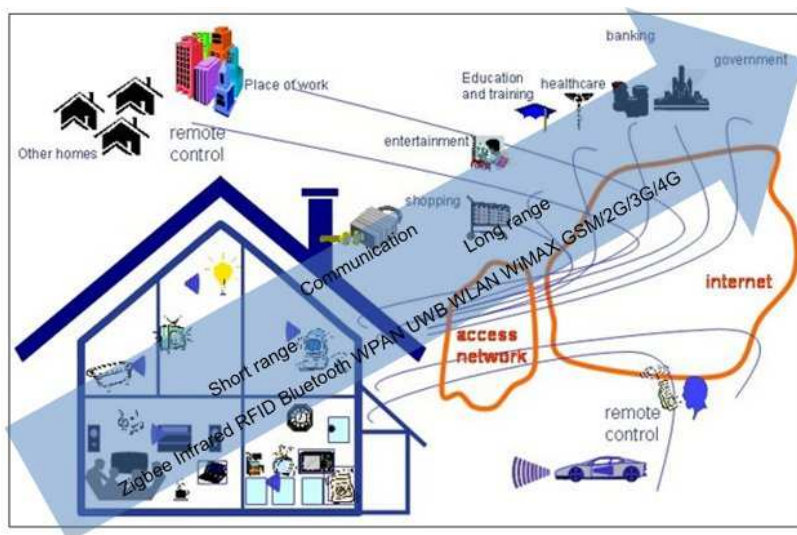 banking
government
Education
and training
healthcare
Place of work
remote
control
Other homes
entertainment
shopping
Communication
Long range
Short range
Zigbee Infrared RFID Bluetooth WPAN UWB WLAN WiMAX GSM/2G/3G/4G
internet
access
network
remote
control